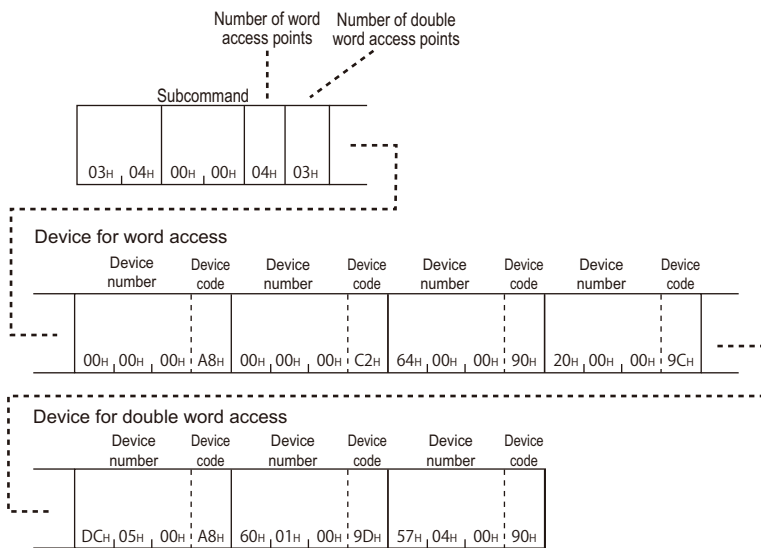 Number of word access points
Number of double word access points
Subcommand
03H 04H 00H 00H 04H 03H
Device for word access
Device number Device code Device number Device code Device number Device code Device number Device code
00H 00H 00H A8H 00H 00H 00H C2H 64H 00H 00H 90H 20H 00H 00H 9CH
Device for double word access
Device number Device code Device number Device code Device number Device code
DCH 05H 00H A8H 60H 01H 00H 9DH 57H 04H 00H 90H